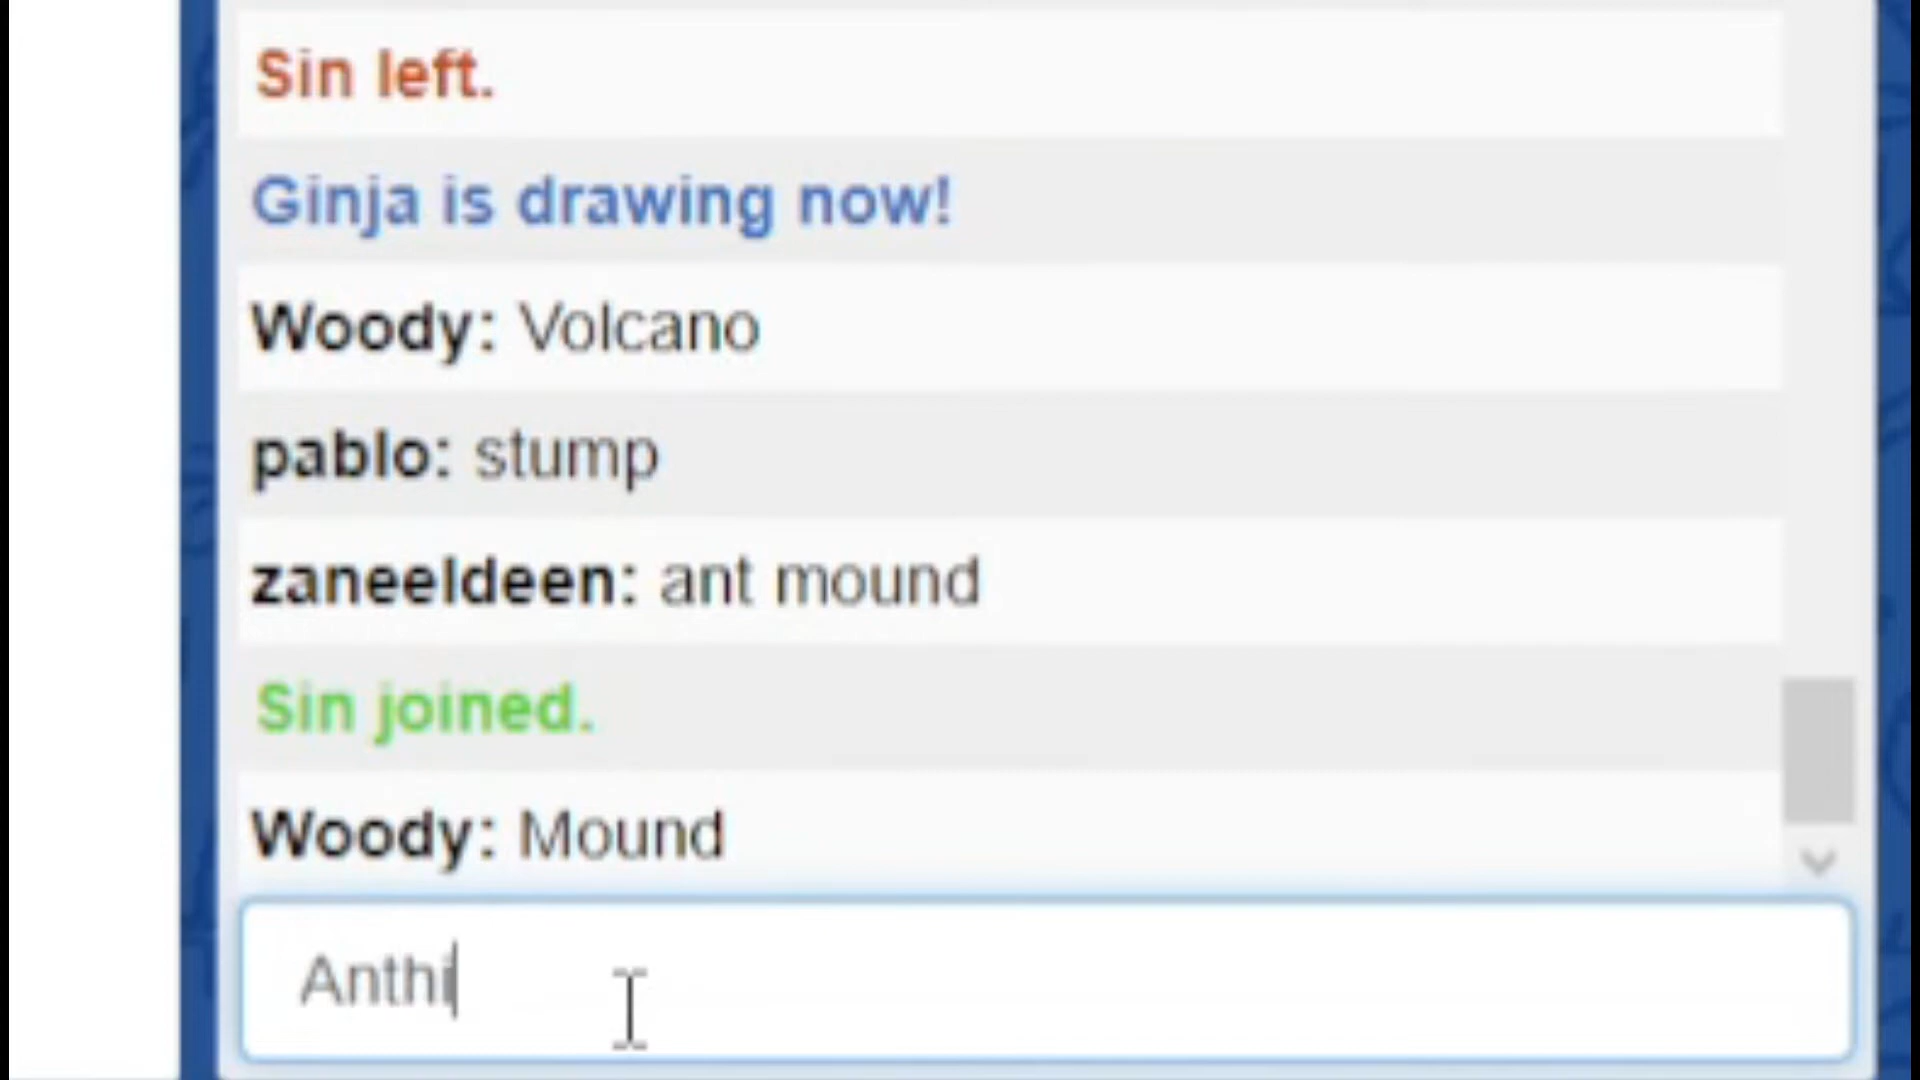 Sin left.
Ginja is drawing now!
Woody: Volcano
pablo: stump
zaneeldeen: ant mound
Sin joined.
Woody: Mound
Anthi